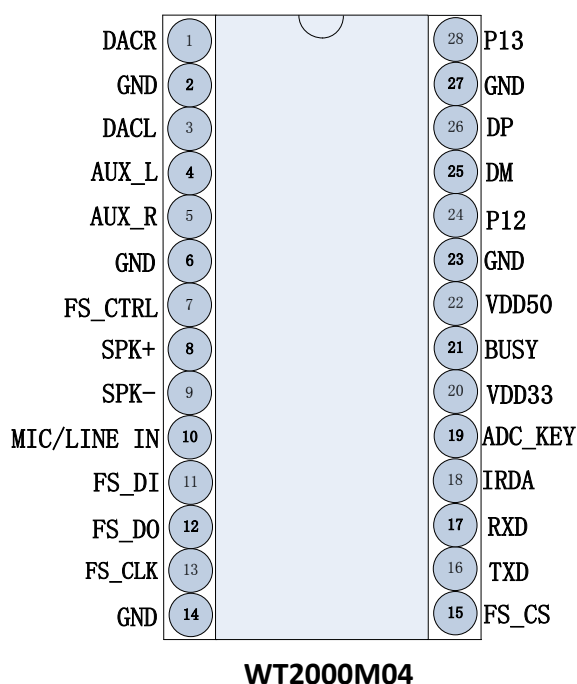 DACR 1 28 P13
GND 2 27 GND
DACL 3 26 DP
AUX_L 4 25 DM
AUX_R 5 24 P12
GND 6 23 GND
FS_CTRL 7 22 VDD50
SPK+ 8 21 BUSY
SPK- 9 20 VDD33
MIC/LINE IN 10 19 ADC_KEY
FS_DI 11 18 IRDA
FS_DO 12 17 RXD
FS_CLK 13 16 TXD
GND 14 15 FS_CS
WT2000M04